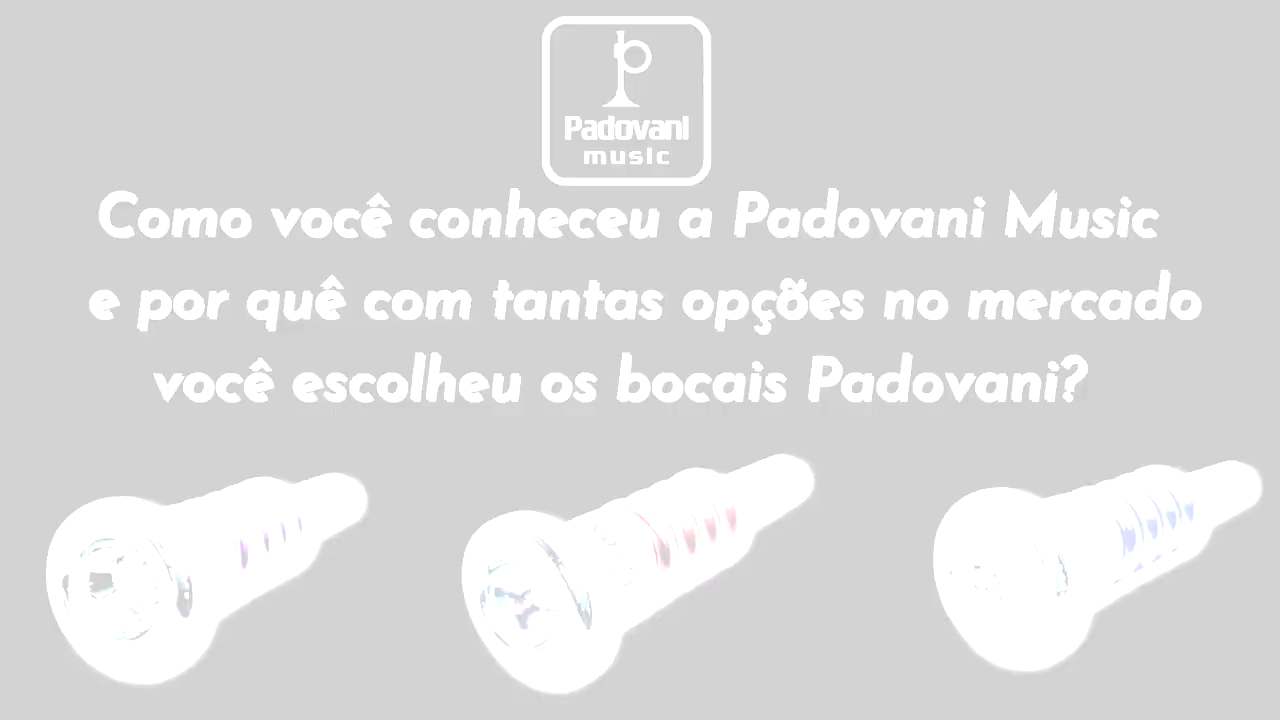 Padovani
music
Como você conheceu a Padovani Music
e por quê com tantas opções no mercado
você escolheu os bocais Padovani?